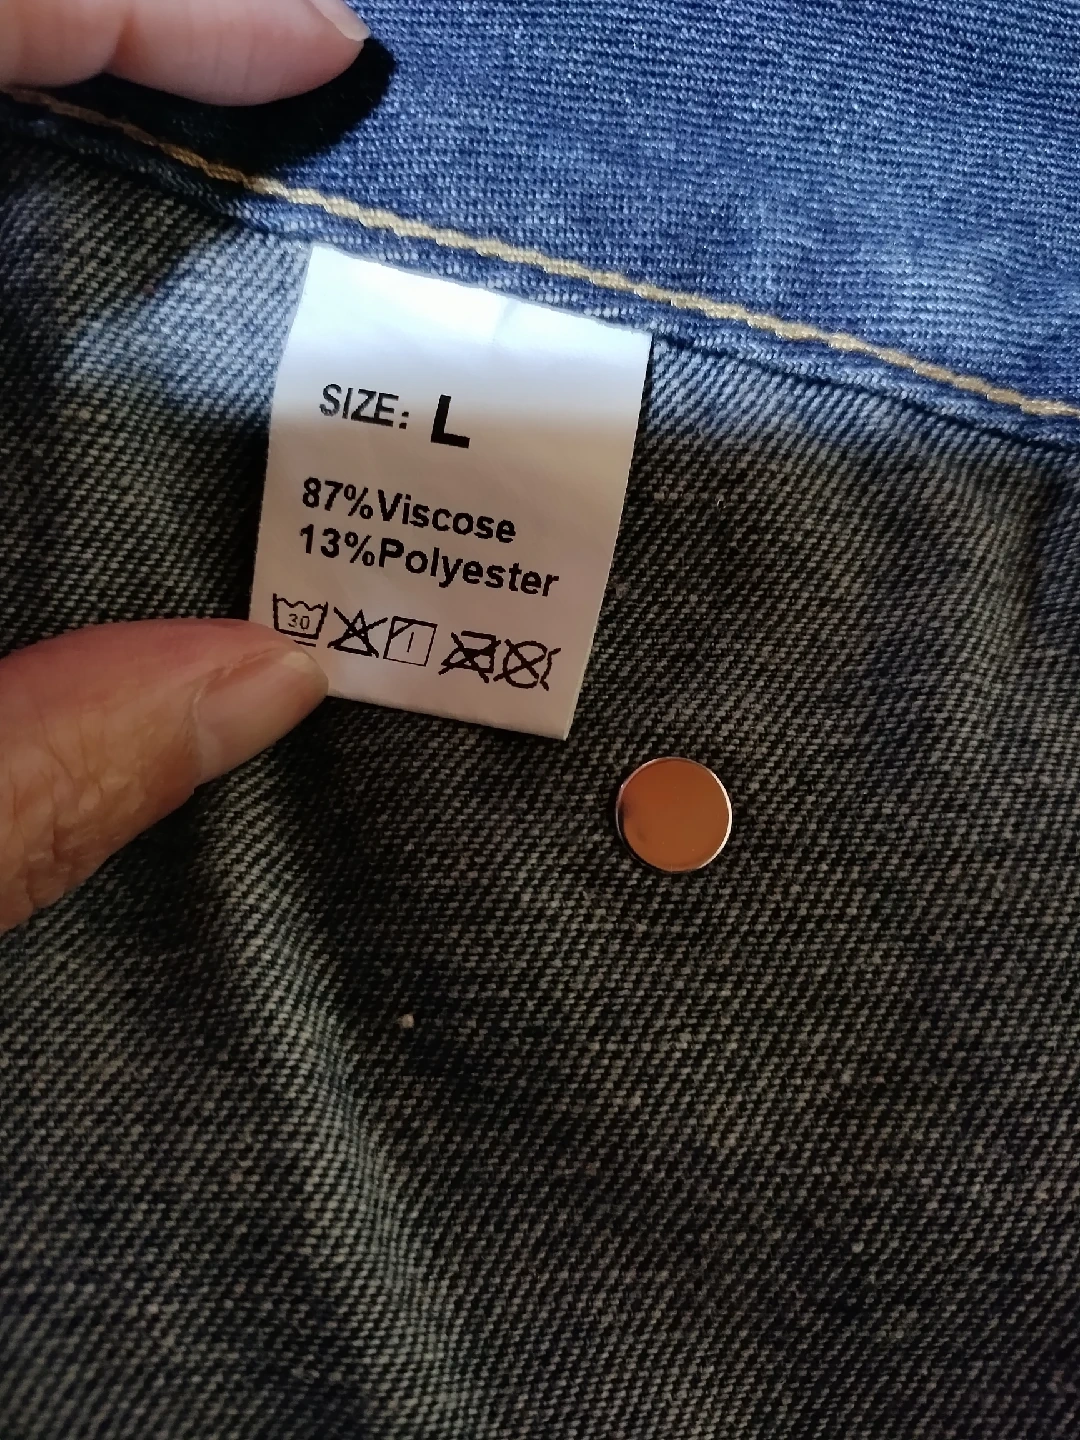 SIZE: L
87%Viscose
13%Polyester
30